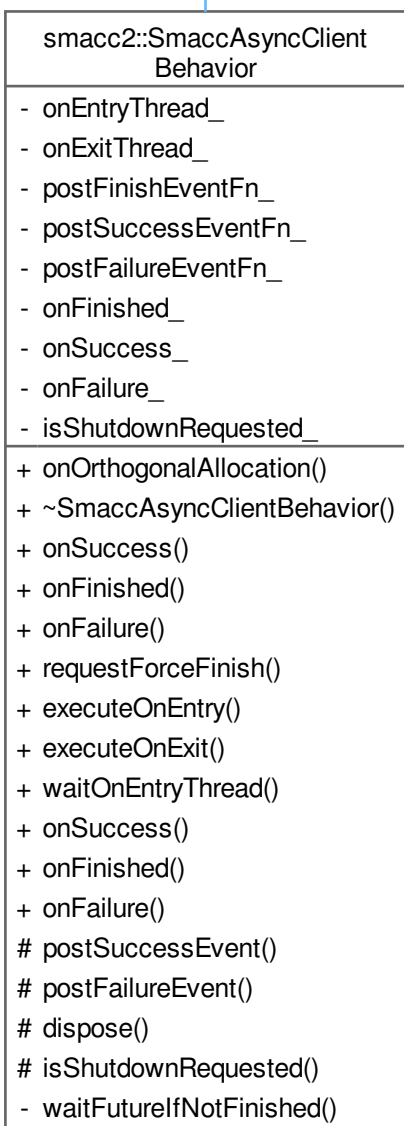 smacc2::SmaccAsyncClient
Behavior
- onEntryThread_
- onExitThread_
- postFinishEventFn_
- postSuccessEventFn_
- postFailureEventFn_
- onFinished_
- onSuccess_
- onFailure_
- isShutdownRequested_
+ onOrthogonalAllocation()
+ ~SmaccAsyncClientBehavior()
+ onSuccess()
+ onFinished()
+ onFailure()
+ requestForceFinish()
+ executeOnEntry()
+ executeOnExit()
+ waitOnEntryThread()
+ onSuccess()
+ onFinished()
+ onFailure()
# postSuccessEvent()
# postFailureEvent()
# dispose()
# isShutdownRequested()
- waitFutureIfNotFinished()